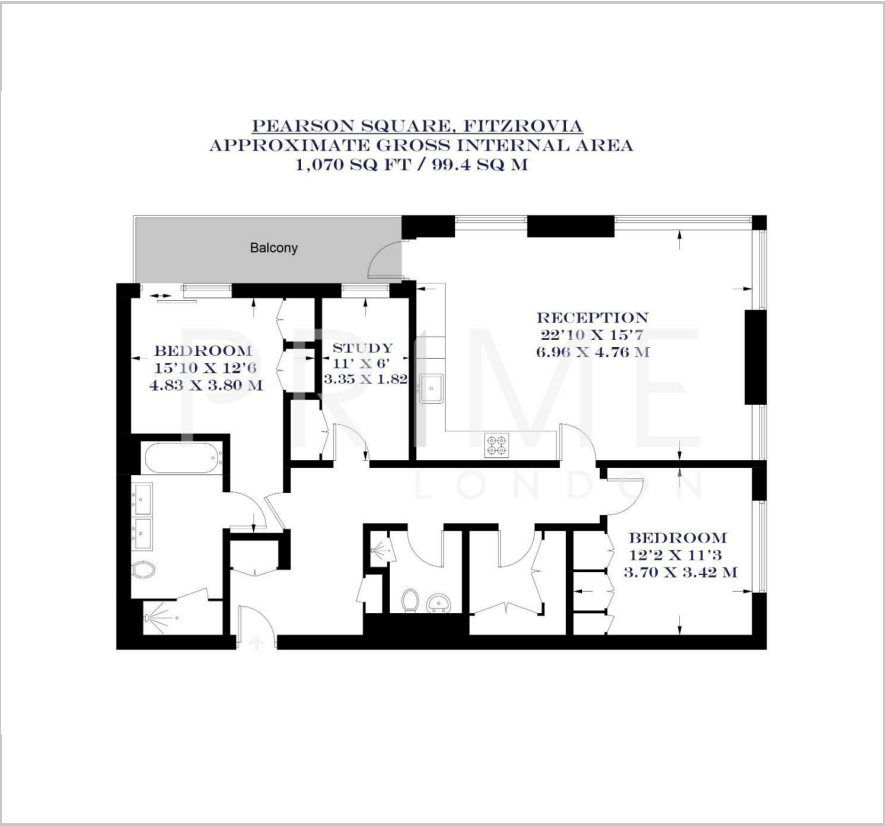 PEARSON SQUARE, FITZROVIA
APPROXIMATE GROSS INTERNAL AREA
1,070 SQ FT / 99.4 SQ M
Balcony
RECEPTION
22'10 X 15'7
6.96 X 4.76 M
BEDROOM
15'10 X 12'6
4.83 X 3.80 M
STUDY
11' X 6'
3.35 X 1.82
PRIME
LONDON
BEDROOM
12'2 X 11'3
3.70 X 3.42 M